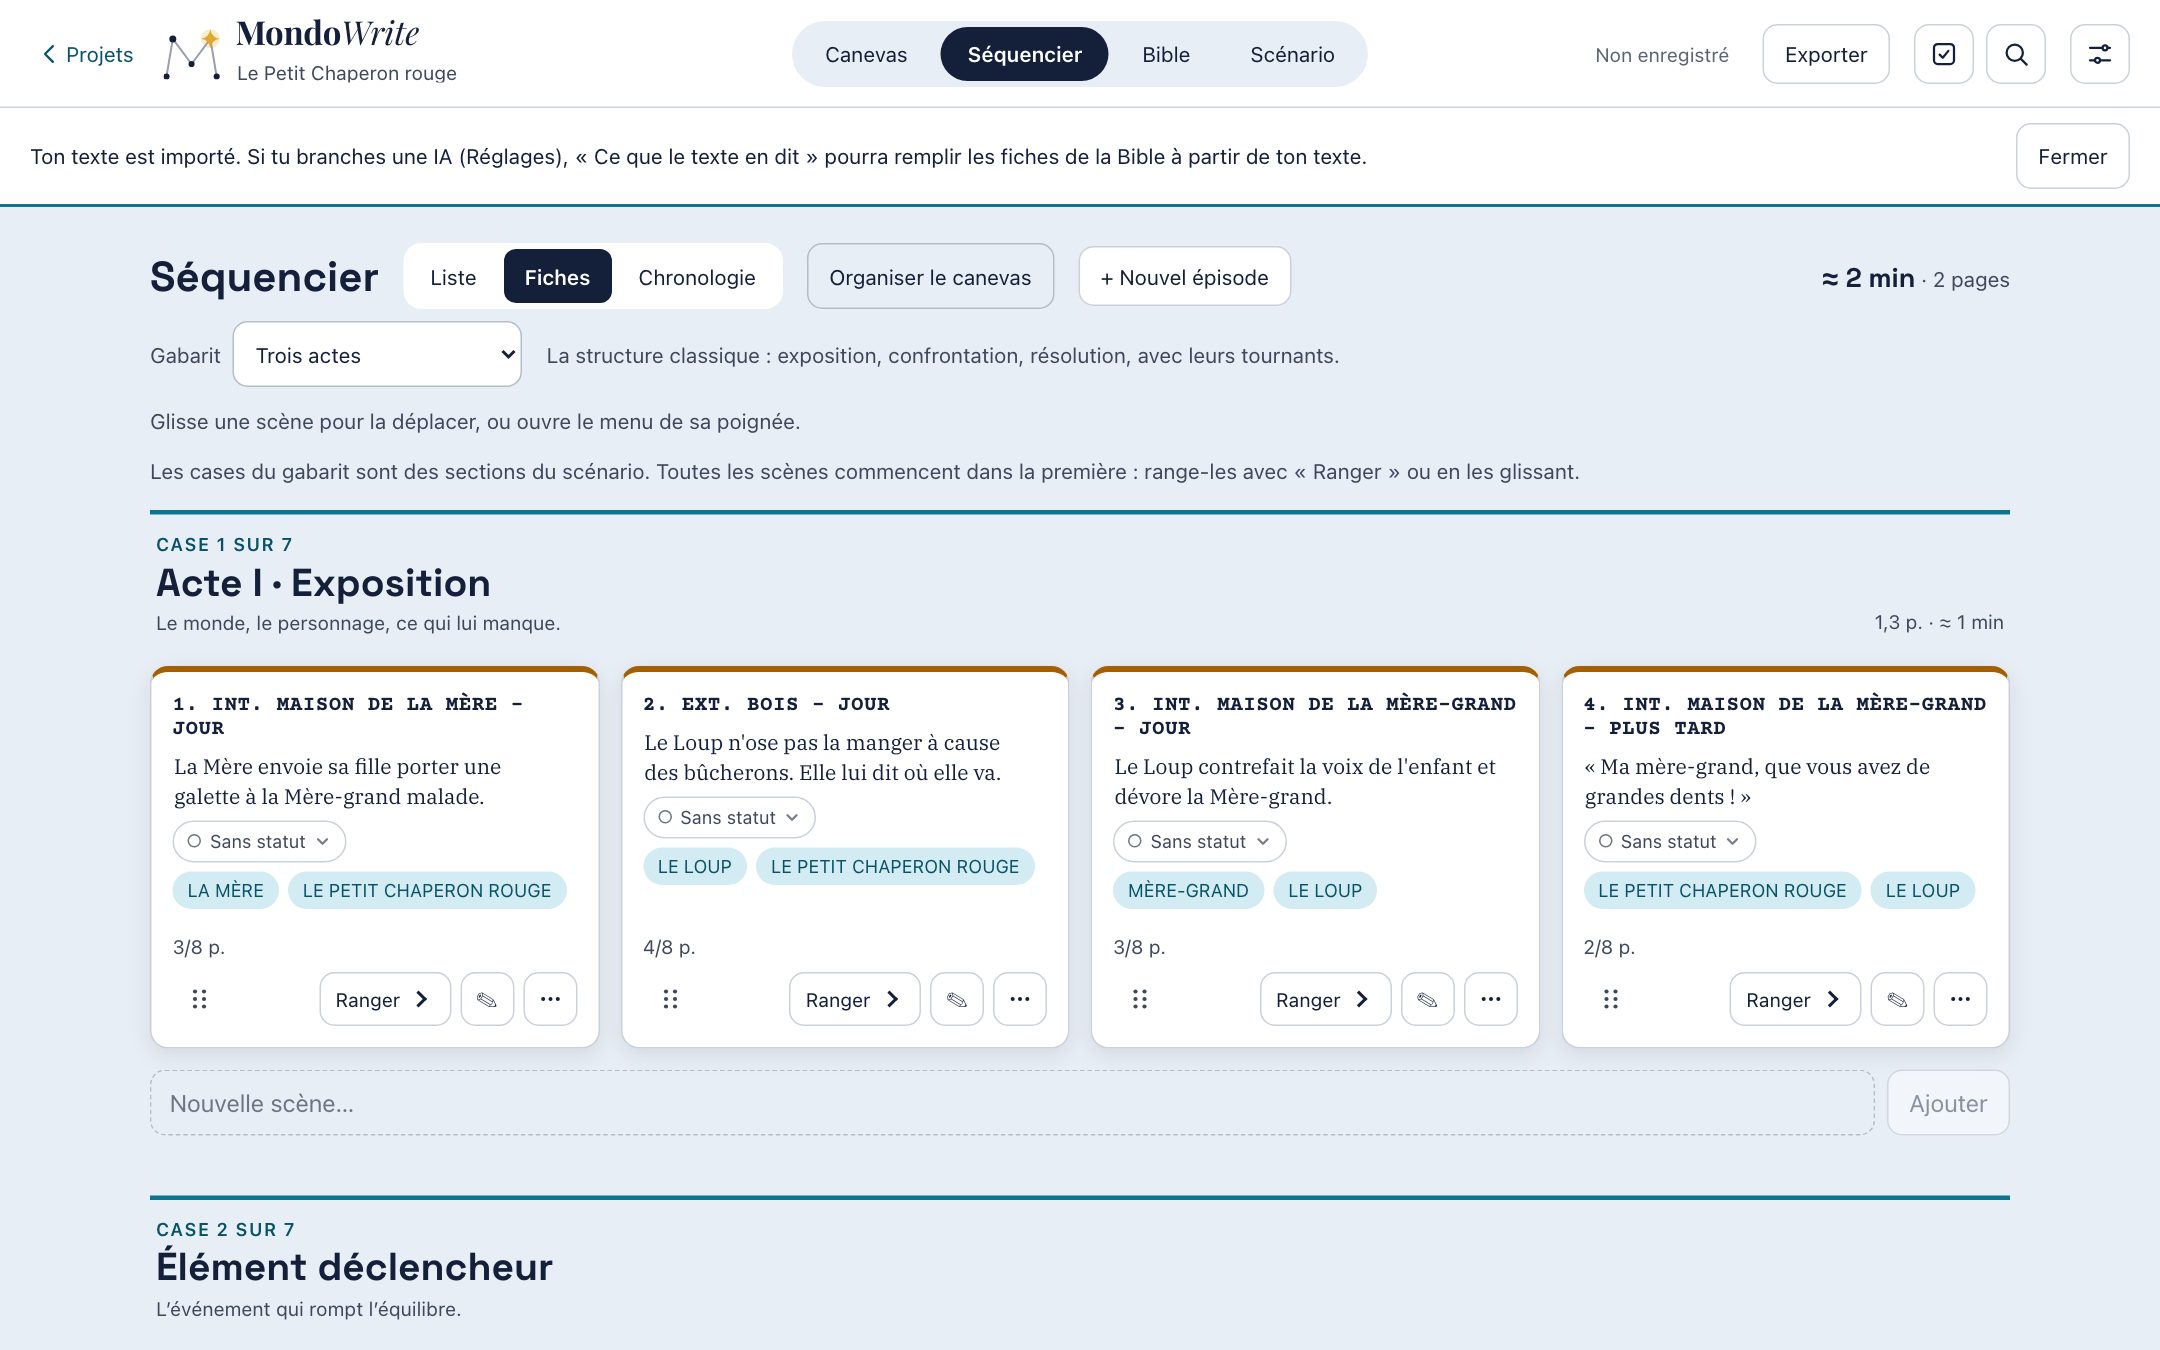 Projets
MondoWrite
Le Petit Chaperon rouge
Canevas
Séquencier
Bible
Scénario
Non enregistré
Exporter
Ton texte est importé. Si tu branches une IA (Réglages), « Ce que le texte en dit » pourra remplir les fiches de la Bible à partir de ton texte.
Fermer
Séquencier
Liste
Fiches
Chronologie
Organiser le canevas
+ Nouvel épisode
≈ 2 min · 2 pages
Gabarit
Trois actes
La structure classique : exposition, confrontation, résolution, avec leurs tournants.
Glisse une scène pour la déplacer, ou ouvre le menu de sa poignée.
Les cases du gabarit sont des sections du scénario. Toutes les scènes commencent dans la première : range-les avec « Ranger » ou en les glissant.
CASE 1 SUR 7
Acte I · Exposition
Le monde, le personnage, ce qui lui manque.
1,3 p. · ≈ 1 min
1. INT. MAISON DE LA MÈRE -
JOUR
La Mère envoie sa fille porter une
galette à la Mère-grand malade.
Sans statut
LA MÈRE
LE PETIT CHAPERON ROUGE
3/8 p.
Ranger
2. EXT. BOIS - JOUR
Le Loup n'ose pas la manger à cause
des bûcherons. Elle lui dit où elle va.
Sans statut
LE LOUP
LE PETIT CHAPERON ROUGE
4/8 p.
Ranger
3. INT. MAISON DE LA MÈRE-GRAND
- JOUR
Le Loup contrefait la voix de l'enfant et
dévore la Mère-grand.
Sans statut
MÈRE-GRAND
LE LOUP
3/8 p.
Ranger
4. INT. MAISON DE LA MÈRE-GRAND
- PLUS TARD
« Ma mère-grand, que vous avez de
grandes dents ! »
Sans statut
LE PETIT CHAPERON ROUGE
LE LOUP
2/8 p.
Ranger
Nouvelle scène…
Ajouter
CASE 2 SUR 7
Élément déclencheur
L’événement qui rompt l’équilibre.